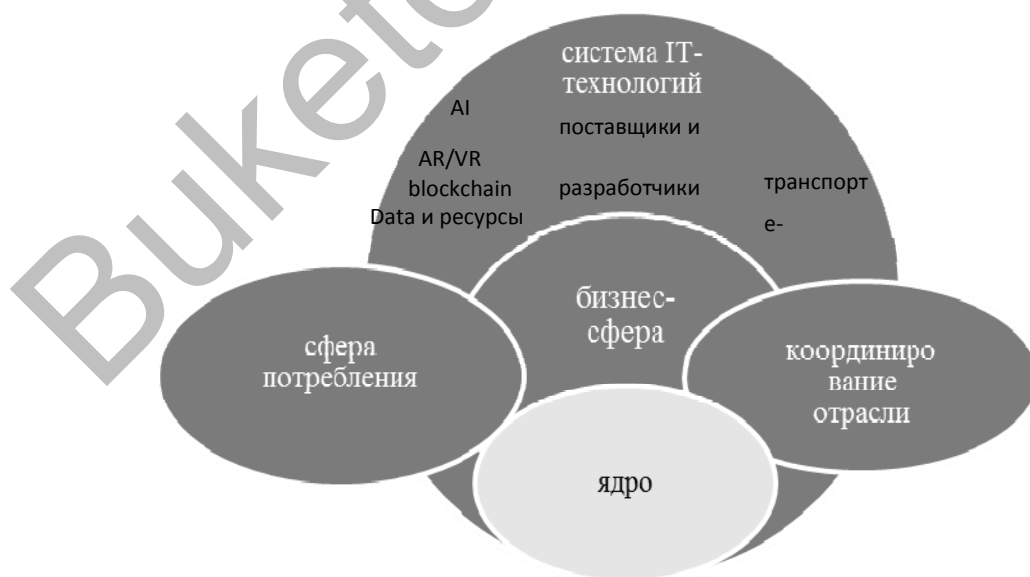 Buketo
система IT-
технологий
AI
поставщики и
AR/VR
blockchain
разработчики
транспорт
Data и ресурсы
е-
бизнес-
сфера
сфера
потребления
координиро
вание
отрасли
ядро